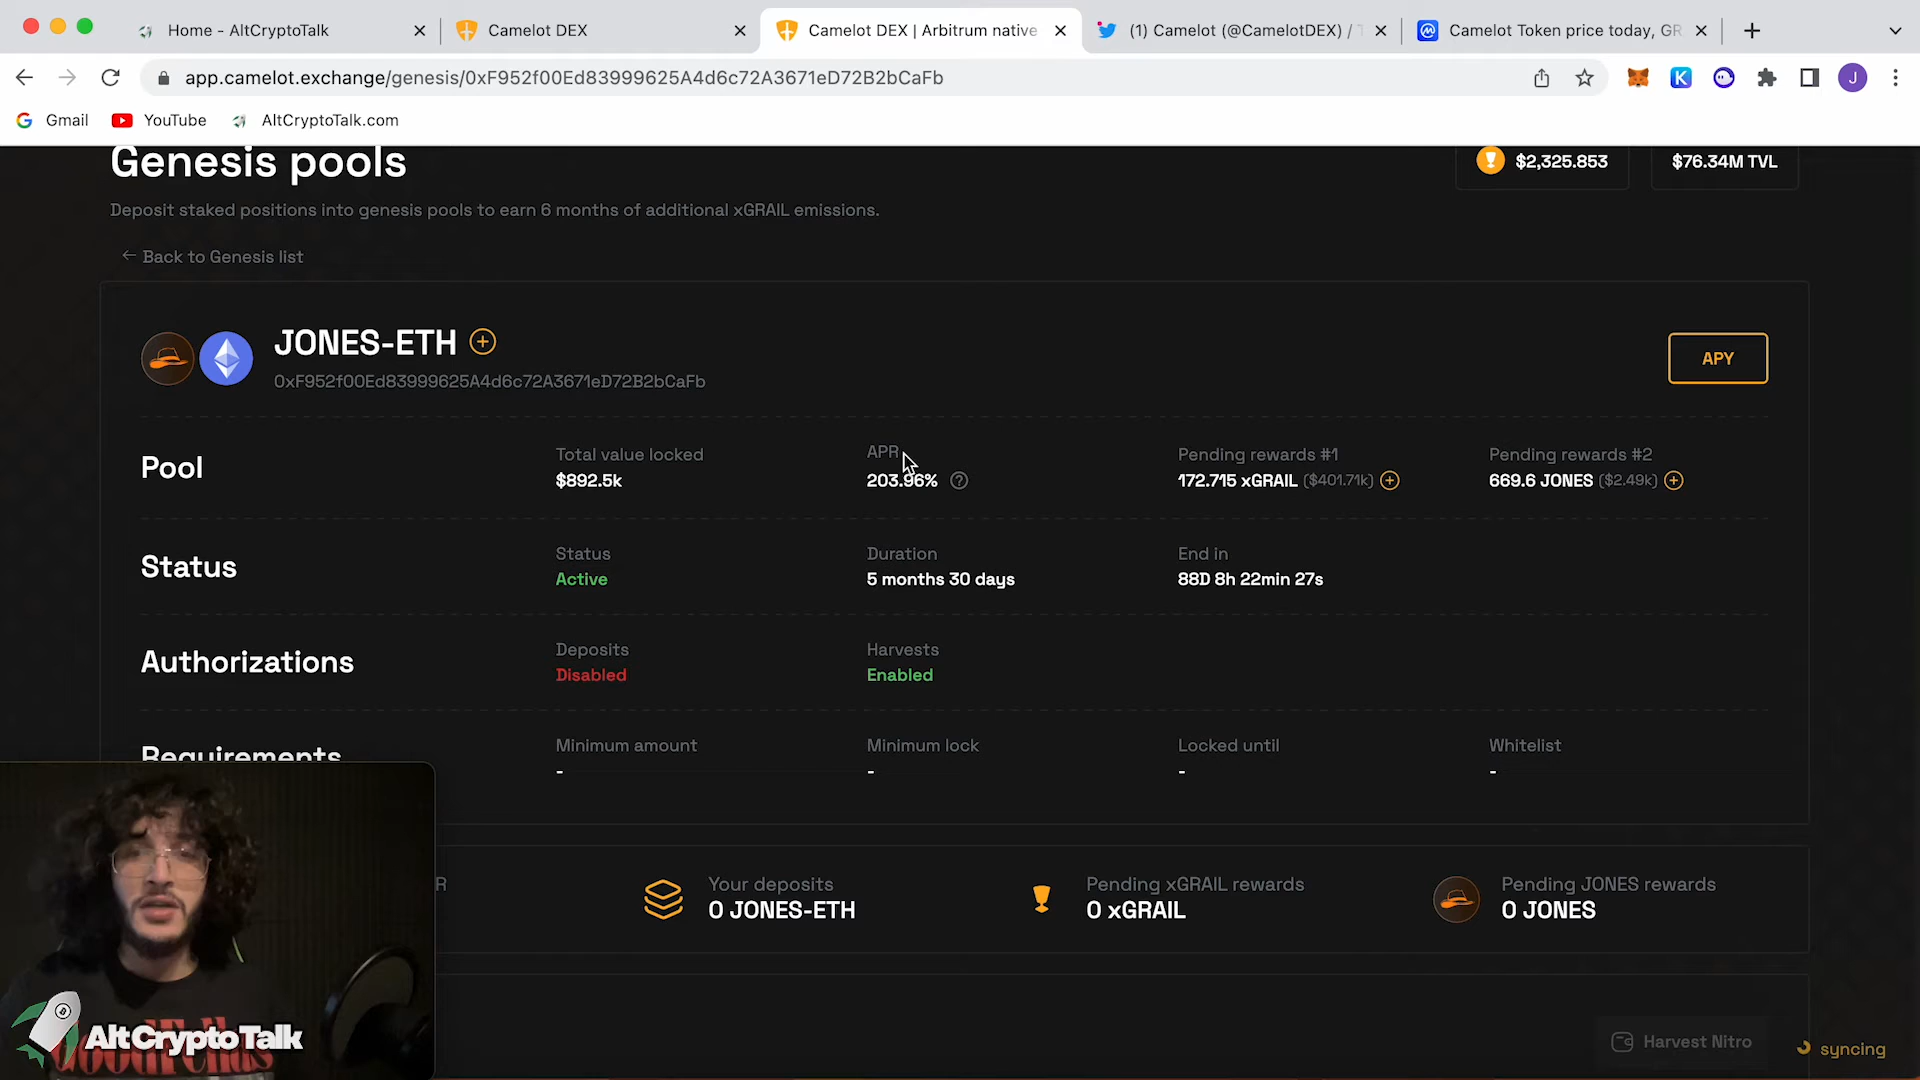 Home - AltCryptoTalk
Camelot DEX
Camelot DEX | Arbitrum native
(1) Camelot (@CamelotDEX) / T
Camelot Token price today, GR
app.camelot.exchange/genesis/0xF952f00Ed83999625A4d6c72A3671eD72B2bCaFb
K
J
Gmail
YouTube
AltCryptoTalk.com
Genesis pools
$2,325.853
$76.34M TVL
Deposit staked positions into genesis pools to earn 6 months of additional xGRAIL emissions.
← Back to Genesis list
JONES-ETH
0xF952f00Ed83999625A4d6c72A3671eD72B2bCaFb
APY
Pool
Total value locked
$892.5k
APR
203.96% ?
Pending rewards #1
172.715 xGRAIL ($401.71k)
Pending rewards #2
669.6 JONES ($2.49k)
Status
Status
Active
Duration
5 months 30 days
End in
88D 8h 22min 27s
Authorizations
Deposits
Disabled
Harvests
Enabled
Requirements
Minimum amount
-
Minimum lock
-
Locked until
-
Whitelist
-
R
Your deposits
0 JONES-ETH
Pending xGRAIL rewards
0 xGRAIL
Pending JONES rewards
0 JONES
AltCryptoTalk
Harvest Nitro
syncing